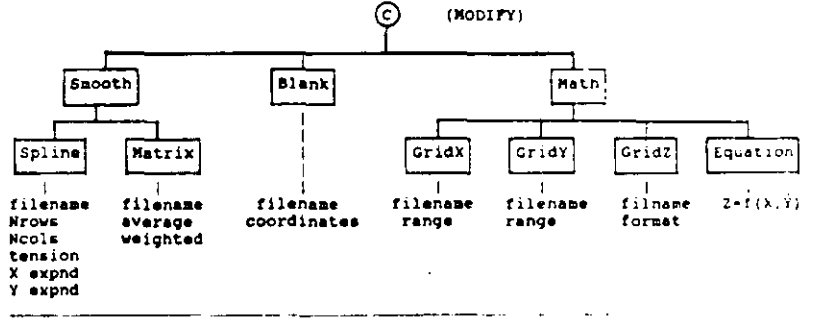 C (MODIFY)
Smooth Blank Math
Spline Matrix GridX GridY GridZ Equation
filename filename filename filename filename filname Z=f(X,Y)
Nrows average coordinates range range format
Ncols weighted
tension
X expnd
Y expnd